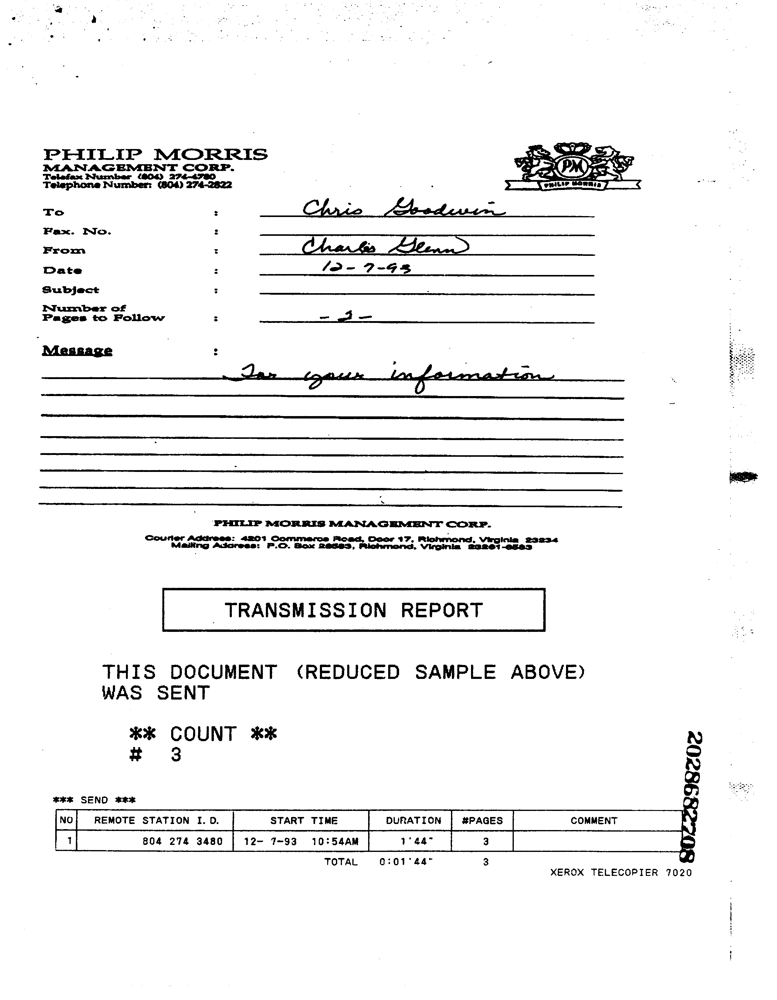 PHILIP MORRIS
MANAGEMENT CORP.
Telefax Number (804) 274-4780
Telephone Number: (804) 274-2822
PM
PHILIP MORRIS
To : Chris Goodwin
Fax. No. :
From : Charles Glenn
Date : 12-7-93
Subject :
Number of
Pages to Follow : - -
Message :
For your information
PHILIP MORRIS MANAGEMENT CORP.
Courier Address: 4201 Commerce Road, Door 17, Richmond, Virginia 23234
Mailing Address: P.O. Box 26583, Richmond, Virginia 23261-6583
TRANSMISSION REPORT
THIS DOCUMENT (REDUCED SAMPLE ABOVE)
WAS SENT
** COUNT **
# 3
*** SEND ***
NO REMOTE STATION I.D. START TIME DURATION #PAGES COMMENT
1 804 274 3480 12- 7-93 10:54AM 1'44" 3
TOTAL 0:01'44" 3
XEROX TELECOPIER 7020
2028682708